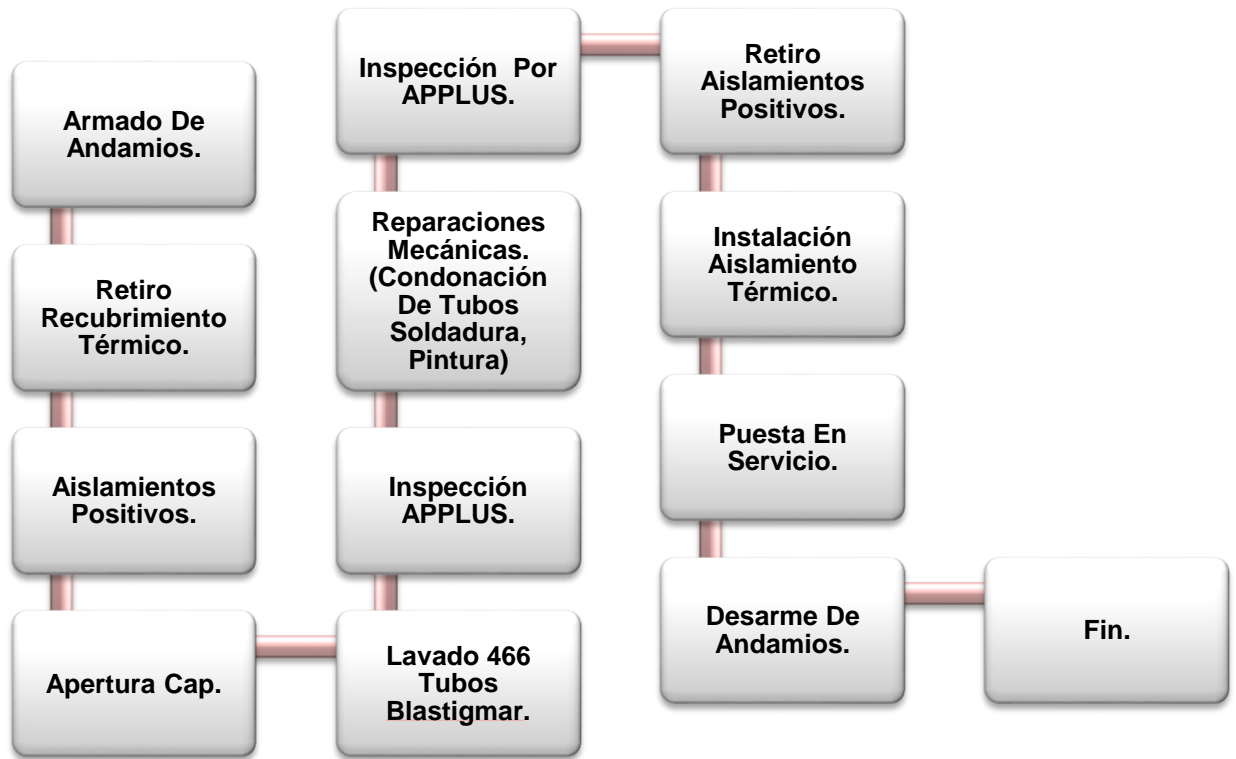 Armado De
Andamios.
Retiro
Recubrimiento
Térmico.
Aislamientos
Positivos.
Apertura Cap.
Lavado 466
Tubos
Blastigmar.
Inspección
APPLUS.
Reparaciones
Mecánicas.
(Condonación
De Tubos
Soldadura,
Pintura)
Inspección Por
APPLUS.
Retiro
Aislamientos
Positivos.
Instalación
Aislamiento
Térmico.
Puesta En
Servicio.
Desarme De
Andamios.
Fin.